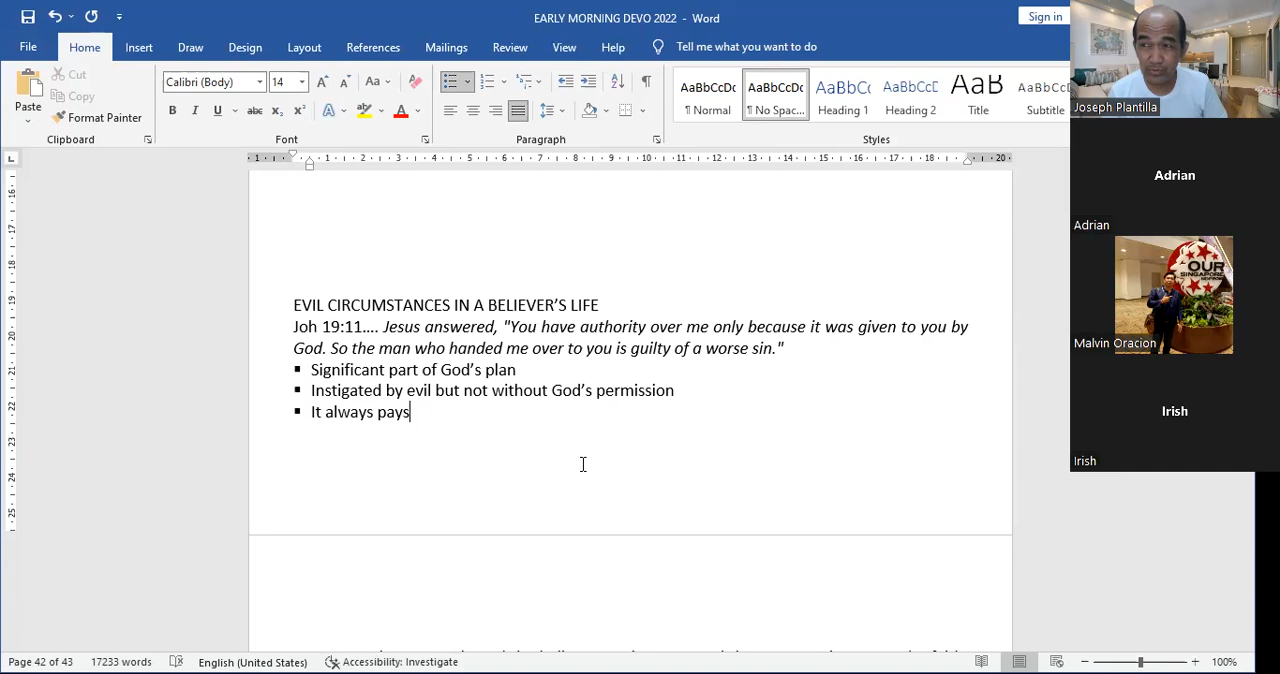 EARLY MORNING DEVO 2022 - Word
Sign in
File Home Insert Draw Design Layout References Mailings Review View Help Tell me what you want to do
Paste
Cut
Copy
Format Painter
Clipboard
Calibri (Body) 14
Font
Paragraph
AaBbCcDc ¶ Normal
AaBbCcDc ¶ No Spac...
AaBbC( Heading 1
AaBbCcC Heading 2
AaB Title
AaBbCcD Subtitle
Styles
Joseph Plantilla
Adrian
Adrian
OUR
SINGAPORE
Malvin Oracion
Irish
Irish
EVIL CIRCUMSTANCES IN A BELIEVER’S LIFE
Joh 19:11.... Jesus answered, "You have authority over me only because it was given to you by
God. So the man who handed me over to you is guilty of a worse sin."
▪ Significant part of God’s plan
▪ Instigated by evil but not without God’s permission
▪ It always pays
Page 42 of 43 17233 words English (United States) Accessibility: Investigate 100%